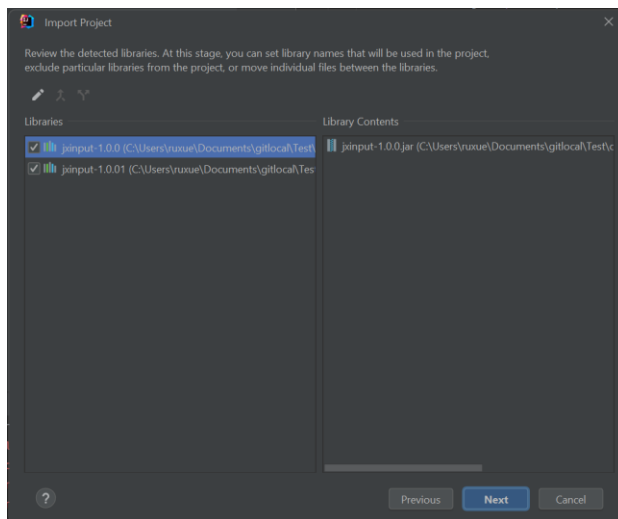 Import Project
Review the detected libraries. At this stage, you can set library names that will be used in the project,
exclude particular libraries from the project, or move individual files between the libraries.
Libraries
Library Contents
jxinput-1.0.0 (C:\Users\ruxue\Documents\gitlocal\Test\
jxinput-1.0.0.jar (C:\Users\ruxue\Documents\gitlocal\Test\c
jxinput-1.0.01 (C:\Users\ruxue\Documents\gitlocal\Tes
?
Previous
Next
Cancel